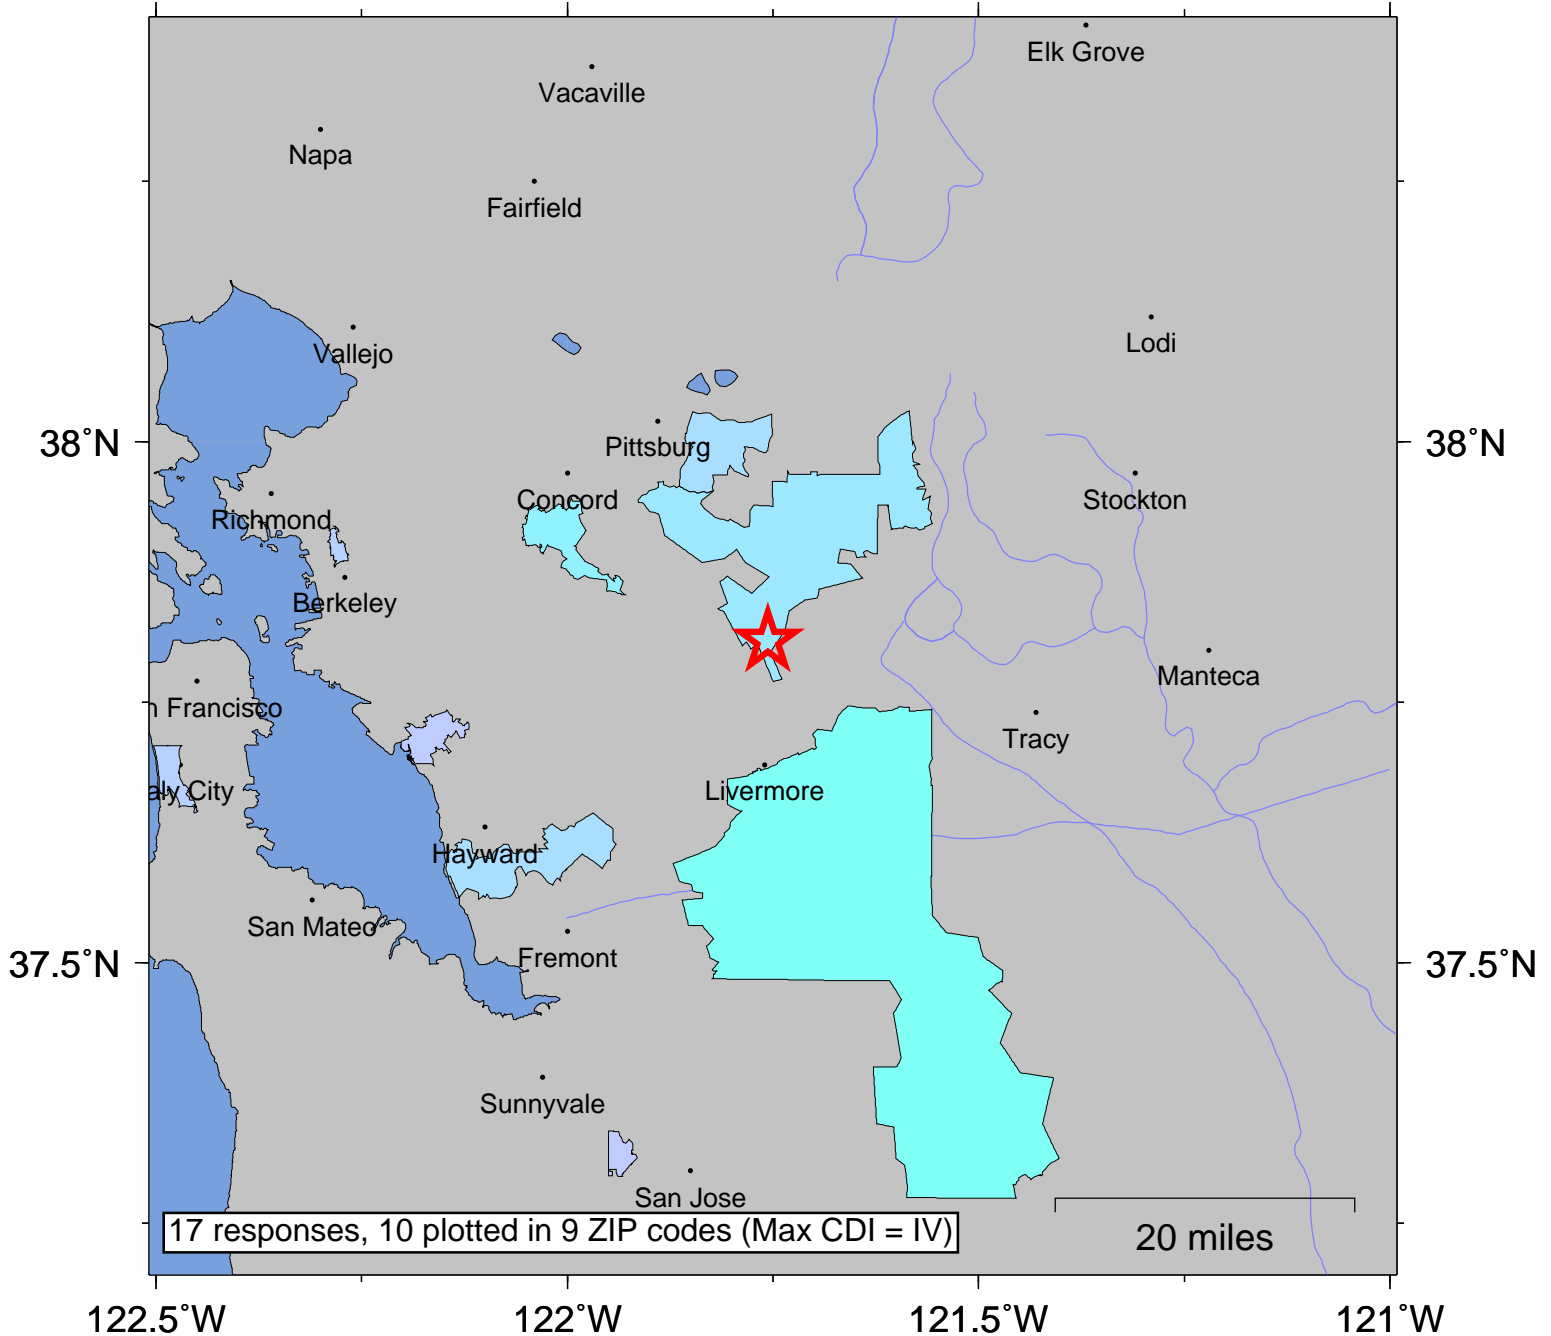 Elk Grove
Vacaville
Napa
Fairfield
Lodi
Vallejo
38°N
Pittsburg
38°N
Concord
Stockton
Richmond
Berkeley
Manteca
n Francisco
Tracy
aly City
Livermore
Hayward
San Mateo
Fremont
37.5°N
37.5°N
Sunnyvale
San Jose
17 responses, 10 plotted in 9 ZIP codes (Max CDI = IV)
20 miles
122.5°W
122°W
121.5°W
121°W